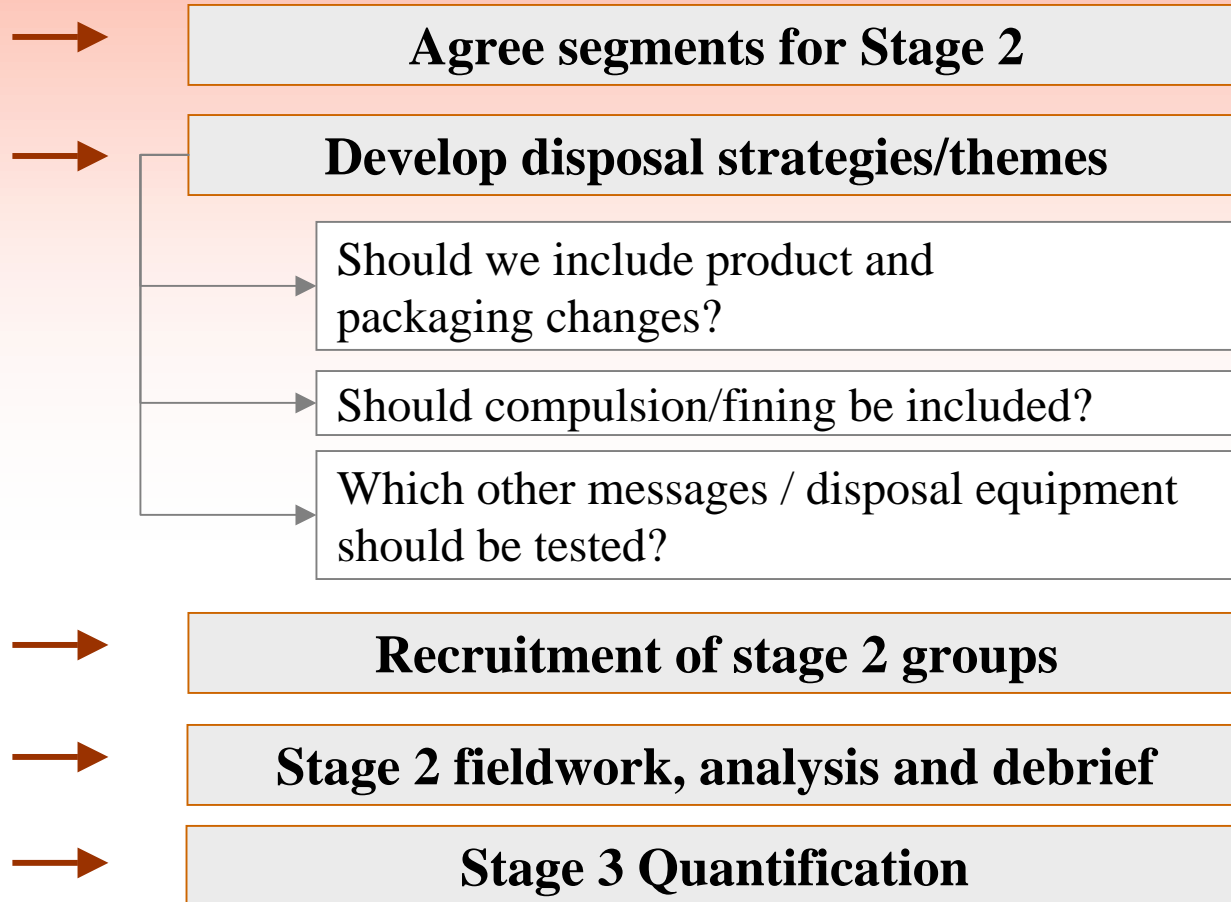 Agree segments for Stage 2
Develop disposal strategies/themes
Should we include product and
packaging changes?
Should compulsion/fining be included?
Which other messages / disposal equipment
should be tested?
Recruitment of stage 2 groups
Stage 2 fieldwork, analysis and debrief
Stage 3 Quantification